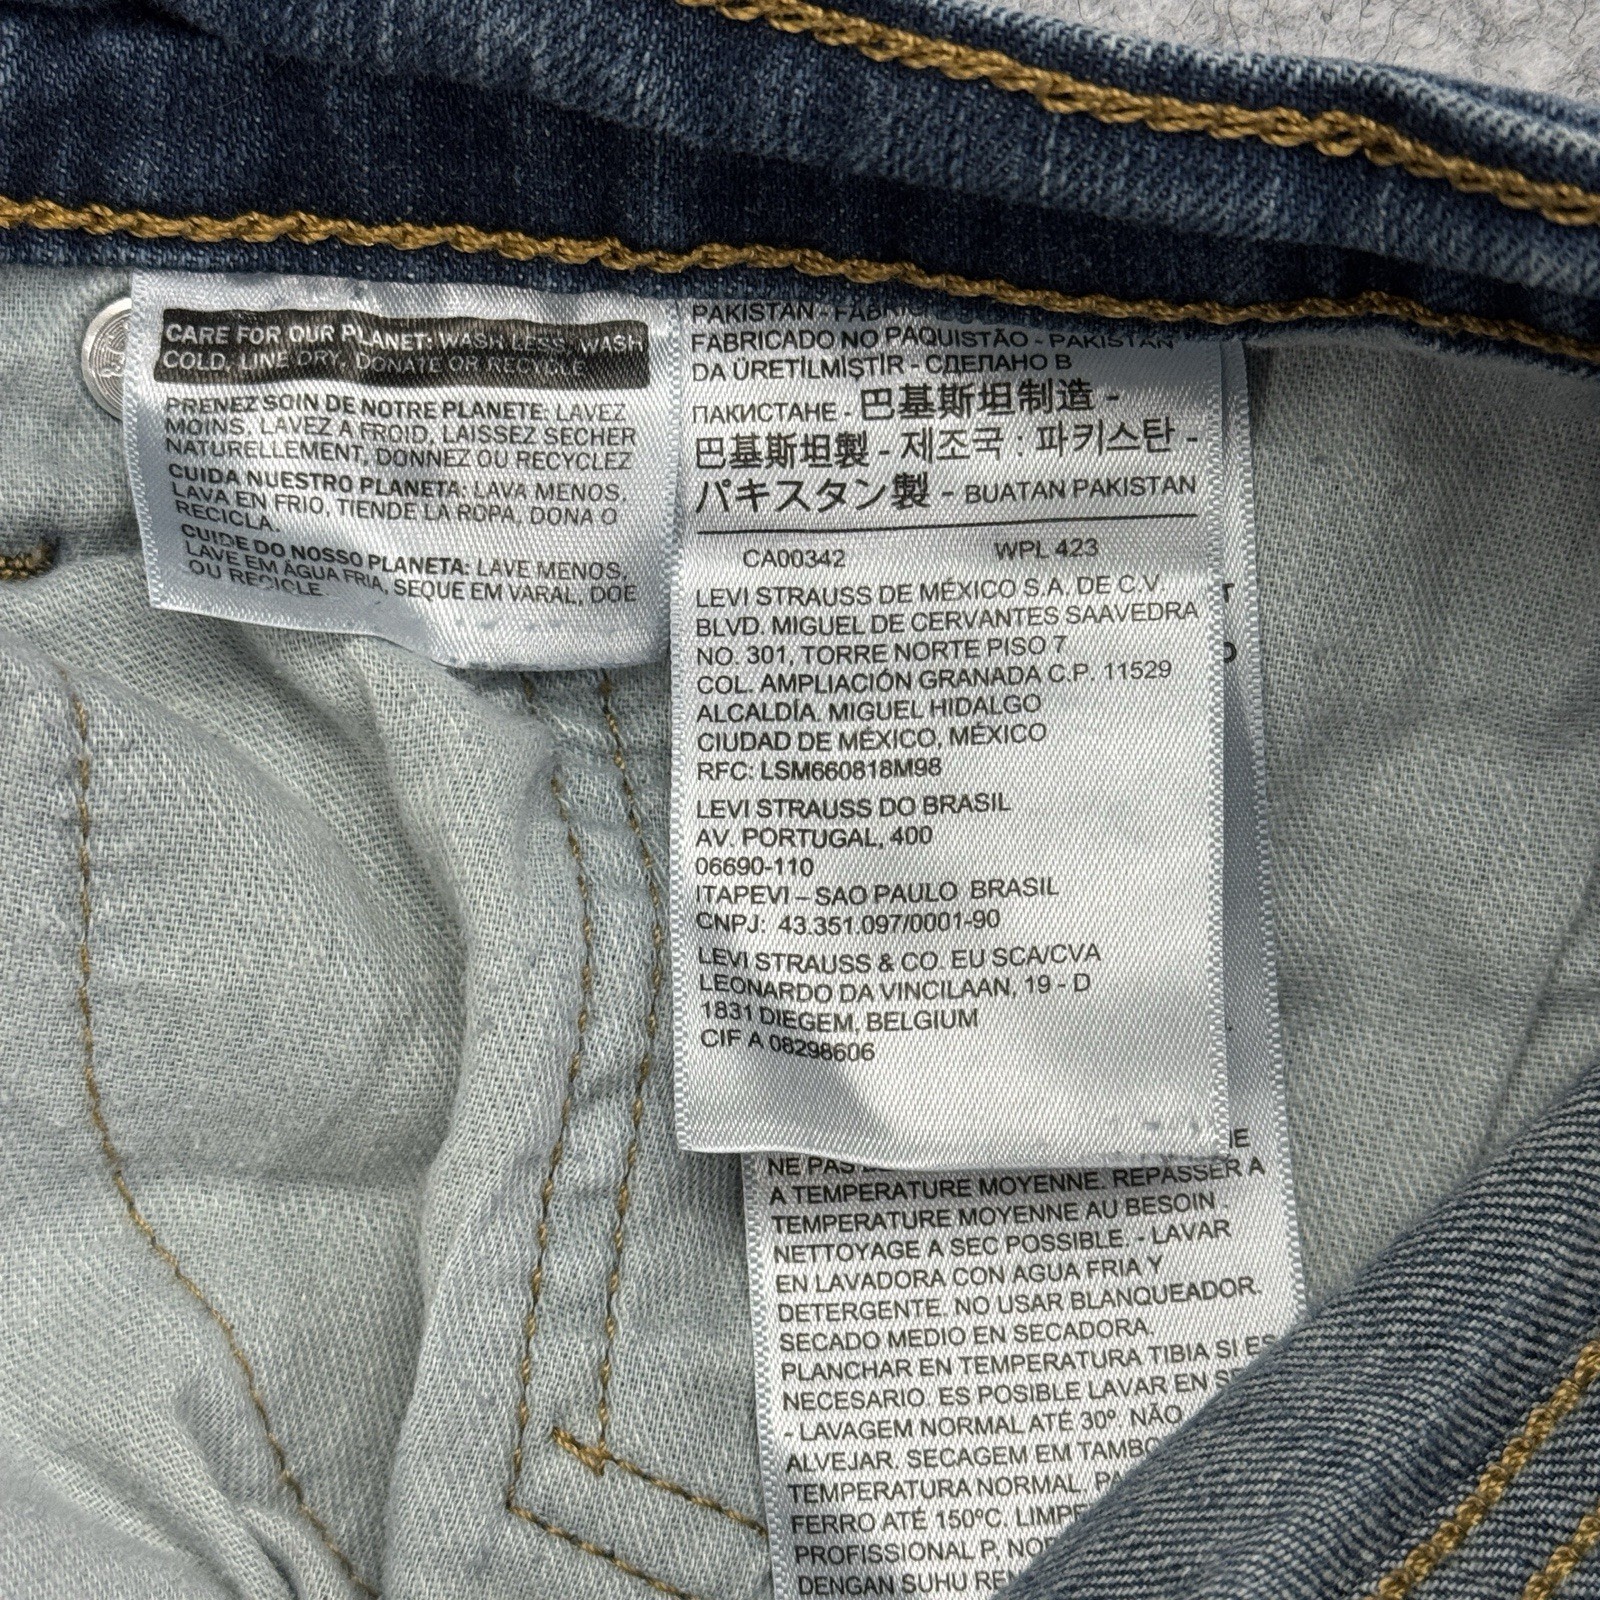 CARE FOR OUR PLANET: WASH LESS, WASH
COLD, LINE DRY, DONATE OR RECYCLE
PRENEZ SOIN DE NOTRE PLANETE: LAVEZ
MOINS, LAVEZ A FROID, LAISSEZ SECHER
NATURELLEMENT, DONNEZ OU RECYCLEZ
CUIDA NUESTRO PLANETA: LAVA MENOS,
LAVA EN FRIO, TIENDE LA ROPA, DONA O
RECICLA.
CUIDE DO NOSSO PLANETA: LAVE MENOS,
LAVE EM ÁGUA FRIA, SEQUE EM VARAL, DOE
OU RECICLE
PAKISTAN -
FABRICADO NO PAQUISTÃO - PAKISTAN
DA ÜRETİLMİŞTİR - СДЕЛАНО В
ПАКИСТАНЕ - 巴基斯坦制造 -
巴基斯坦製 - 제조국 : 파키스탄 -
パキスタン製 - BUATAN PAKISTAN
CA00342 WPL 423
LEVI STRAUSS DE MÉXICO S.A. DE C.V.
BLVD. MIGUEL DE CERVANTES SAAVEDRA
NO. 301, TORRE NORTE PISO 7
COL. AMPLIACIÓN GRANADA C.P. 11529
ALCALDÍA. MIGUEL HIDALGO
CIUDAD DE MÉXICO, MÉXICO
RFC: LSM660818M98
LEVI STRAUSS DO BRASIL
AV. PORTUGAL, 400
06690-110
ITAPEVI – SAO PAULO BRASIL
CNPJ: 43.351.097/0001-90
LEVI STRAUSS & CO. EU SCA/CVA
LEONARDO DA VINCILAAN, 19 - D
1831 DIEGEM, BELGIUM
CIF A 08298606
NE PAS
A TEMPERATURE MOYENNE. REPASSER A
TEMPERATURE MOYENNE AU BESOIN .
NETTOYAGE A SEC POSSIBLE. - LAVAR
EN LAVADORA CON AGUA FRIA Y
DETERGENTE. NO USAR BLANQUEADOR.
SECADO MEDIO EN SECADORA.
PLANCHAR EN TEMPERATURA TIBIA SI ES
NECESARIO. ES POSIBLE LAVAR EN
- LAVAGEM NORMAL ATÉ 30º. NÃO
ALVEJAR. SECAGEM EM
TEMPERATURA NORMAL.
FERRO ATÉ 150ºC.
PROFISSIONAL P,
DENGAN SUHU